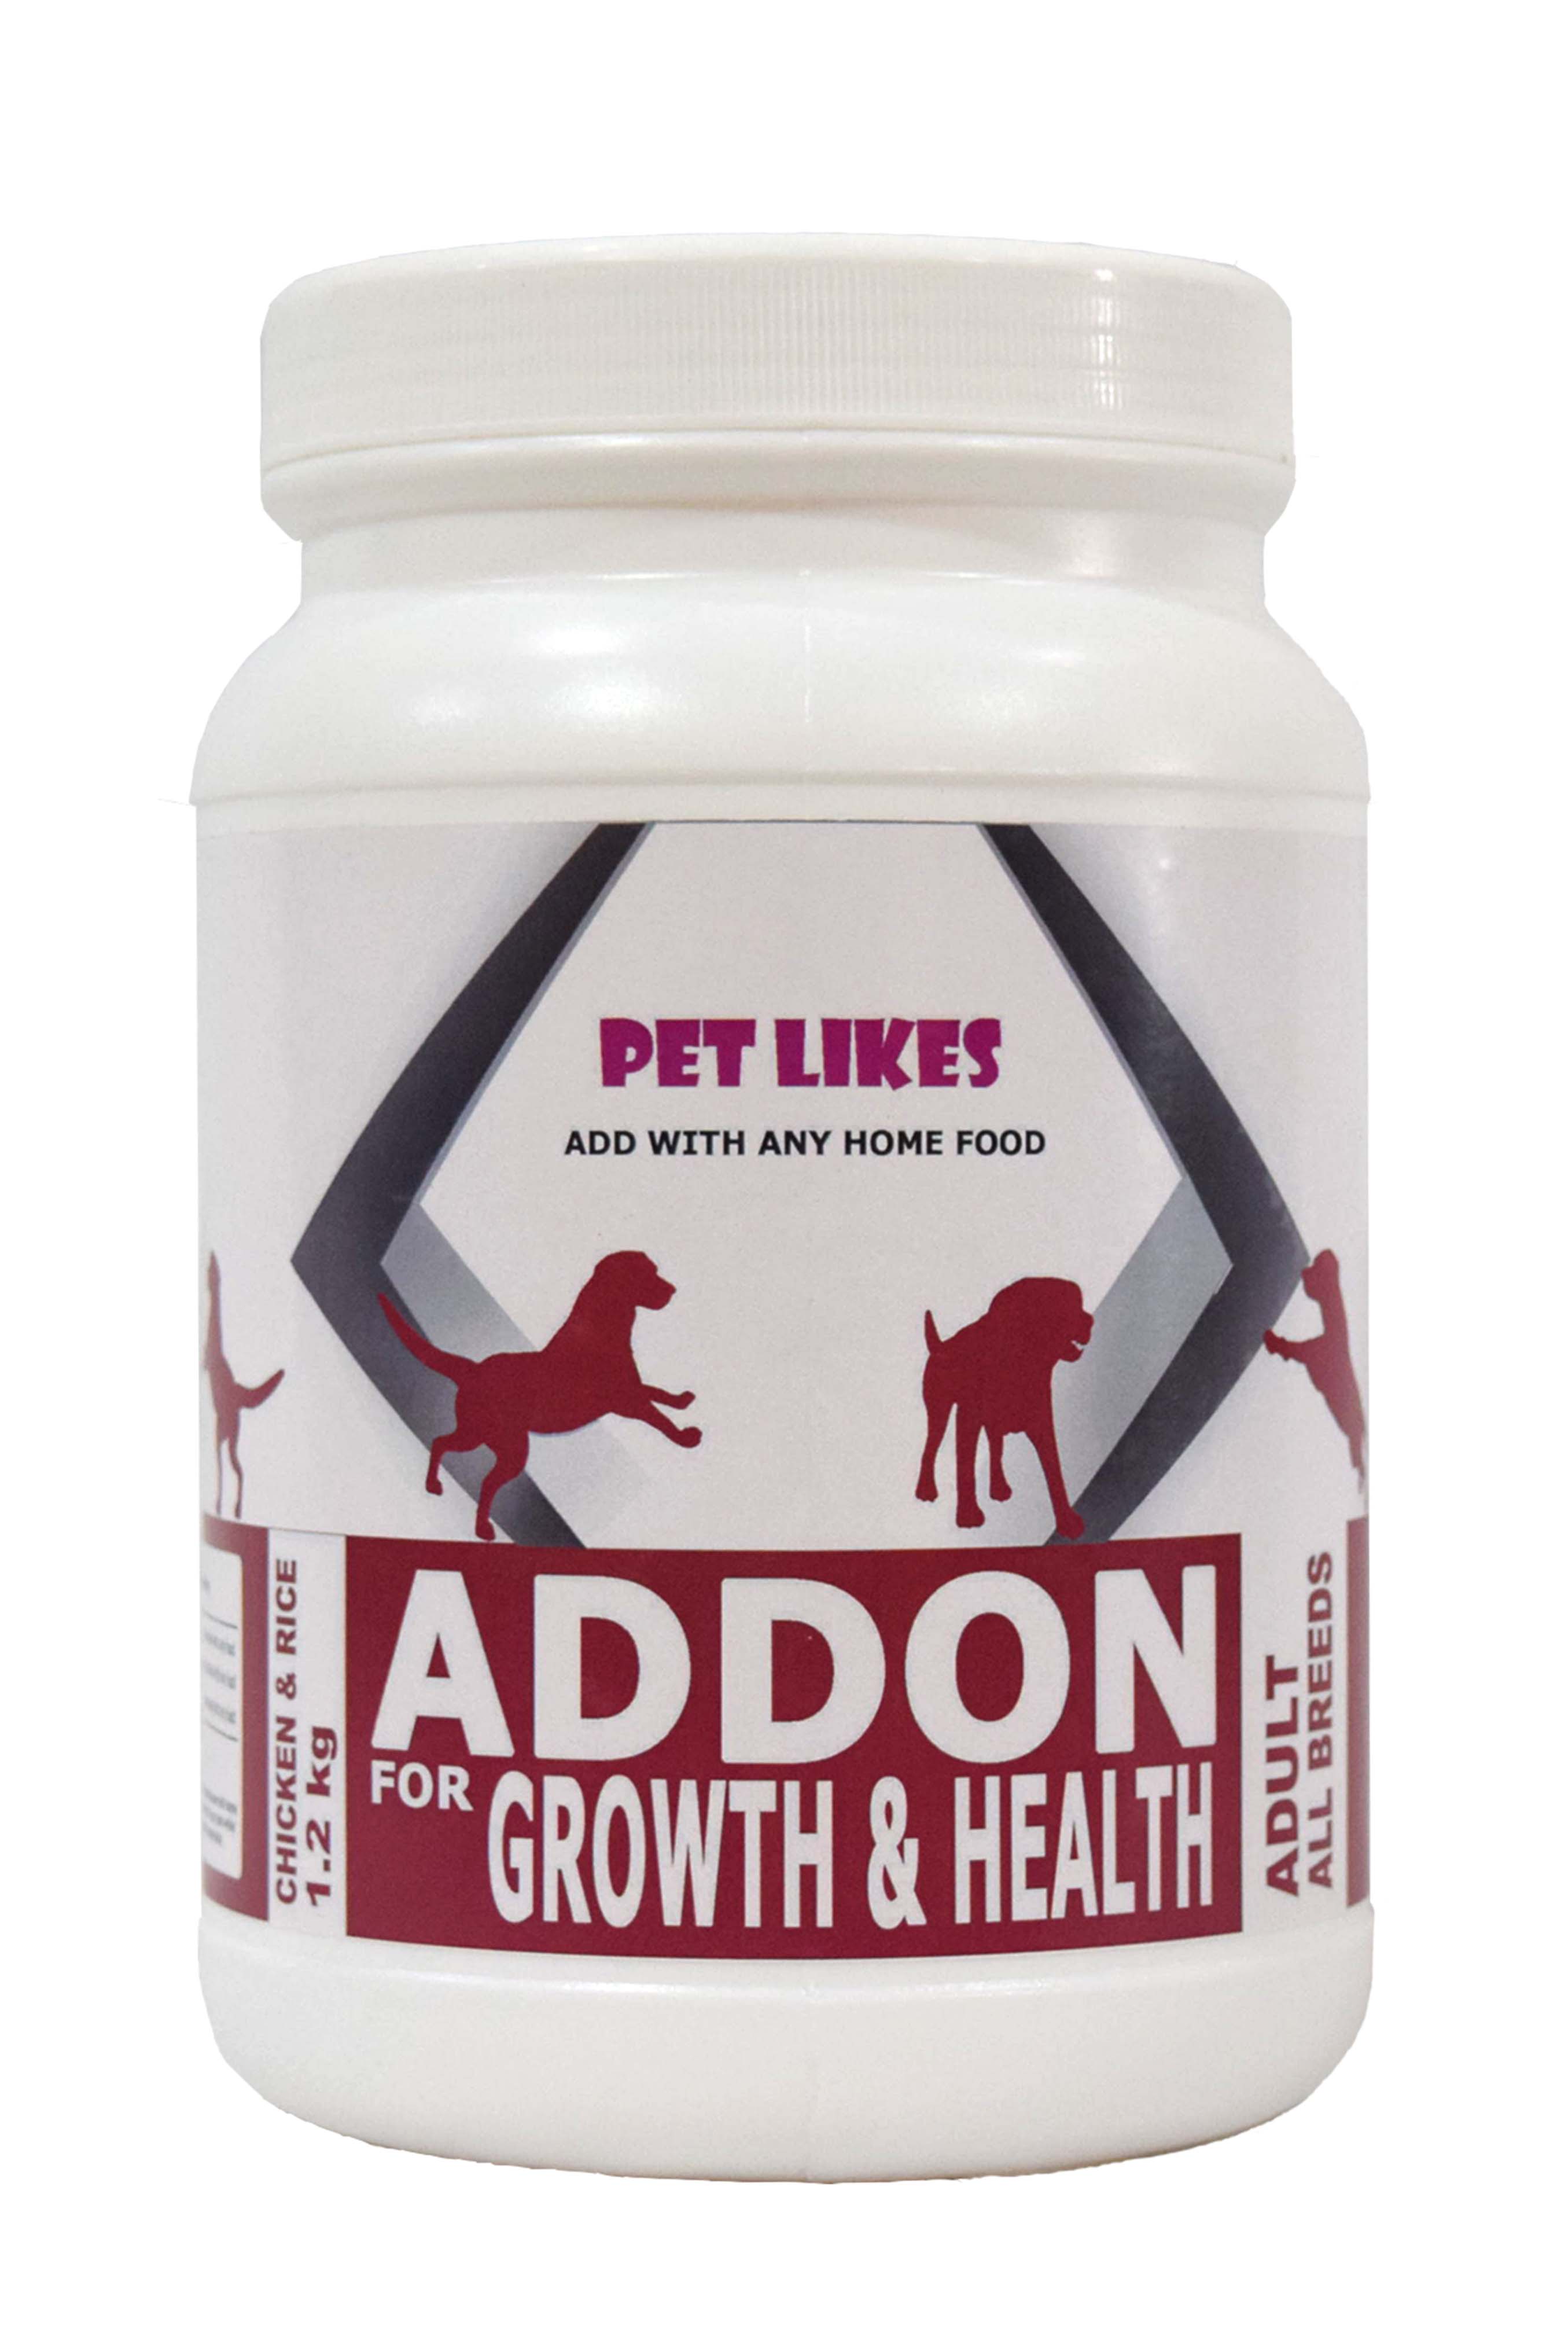 PET LIKES
ADD WITH ANY HOME FOOD
CHICKEN & RICE
1.2 kg
ADDON
FOR GROWTH & HEALTH
ADULT
ALL BREEDS